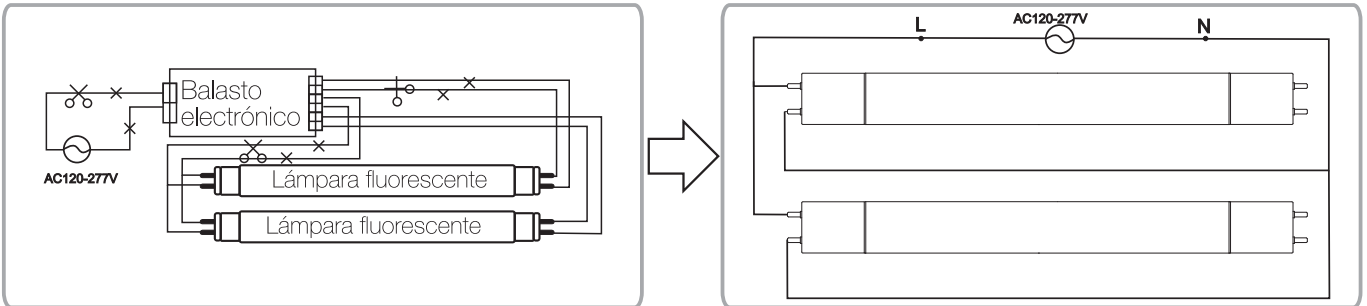 Balasto
electrónico
AC120-277V
Lámpara fluorescente
Lámpara fluorescente
L
AC120-277V
N